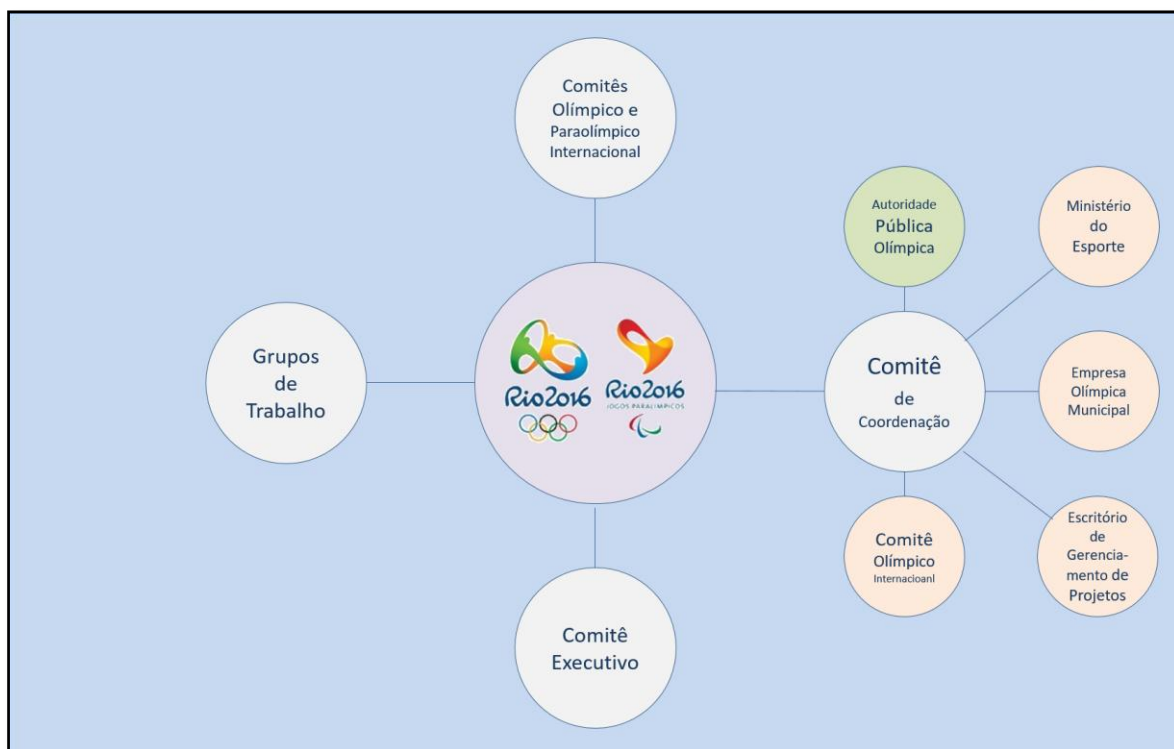 Comitês
Olímpico e
Paraolímpico
Internacional
Autoridade
Pública
Olímpica
Ministério
do
Esporte
Grupos
de
Trabalho
Rio2016
Rio2016
JOGOS PARALÍMPICOS
Comitê
de
Coordenação
Empresa
Olímpica
Municipal
Comitê
Olímpico
Internacioanl
Escritório
de
Gerencia-
mento de
Projetos
Comitê
Executivo